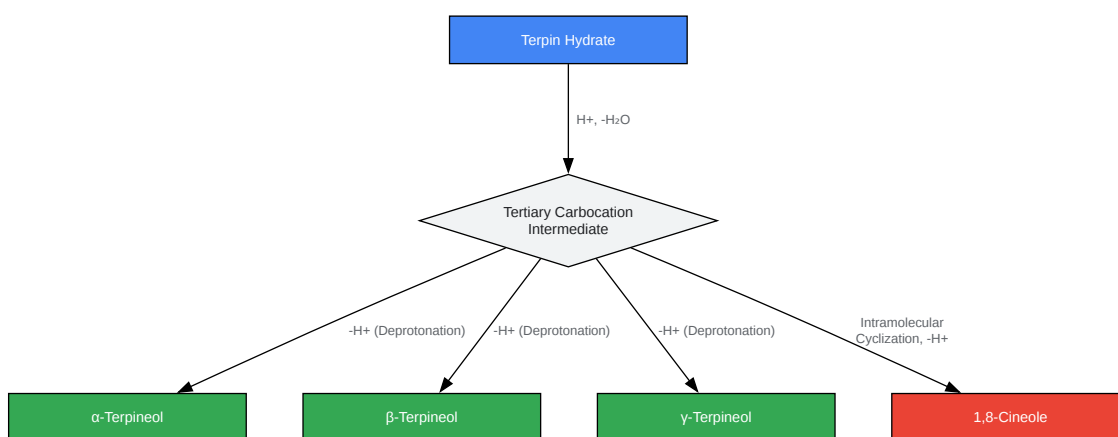 Terpin Hydrate
H+, -H₂O
Tertiary Carbocation
Intermediate
-H+ (Deprotonation)
-H+ (Deprotonation)
-H+ (Deprotonation)
Intramolecular
Cyclization, -H+
α-Terpineol
β-Terpineol
γ-Terpineol
1,8-Cineole